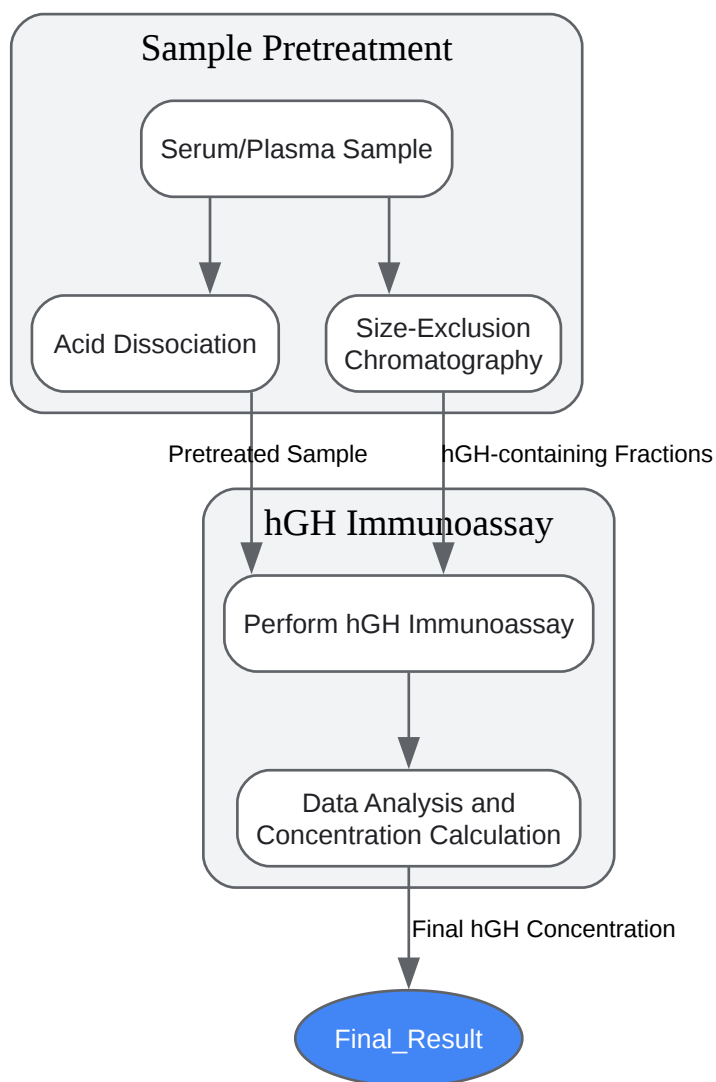 Sample Pretreatment
Serum/Plasma Sample
Acid Dissociation
Size-Exclusion
Chromatography
Pretreated Sample
hGH-containing Fractions
hGH Immunoassay
Perform hGH Immunoassay
Data Analysis and
Concentration Calculation
Final hGH Concentration
Final_Result